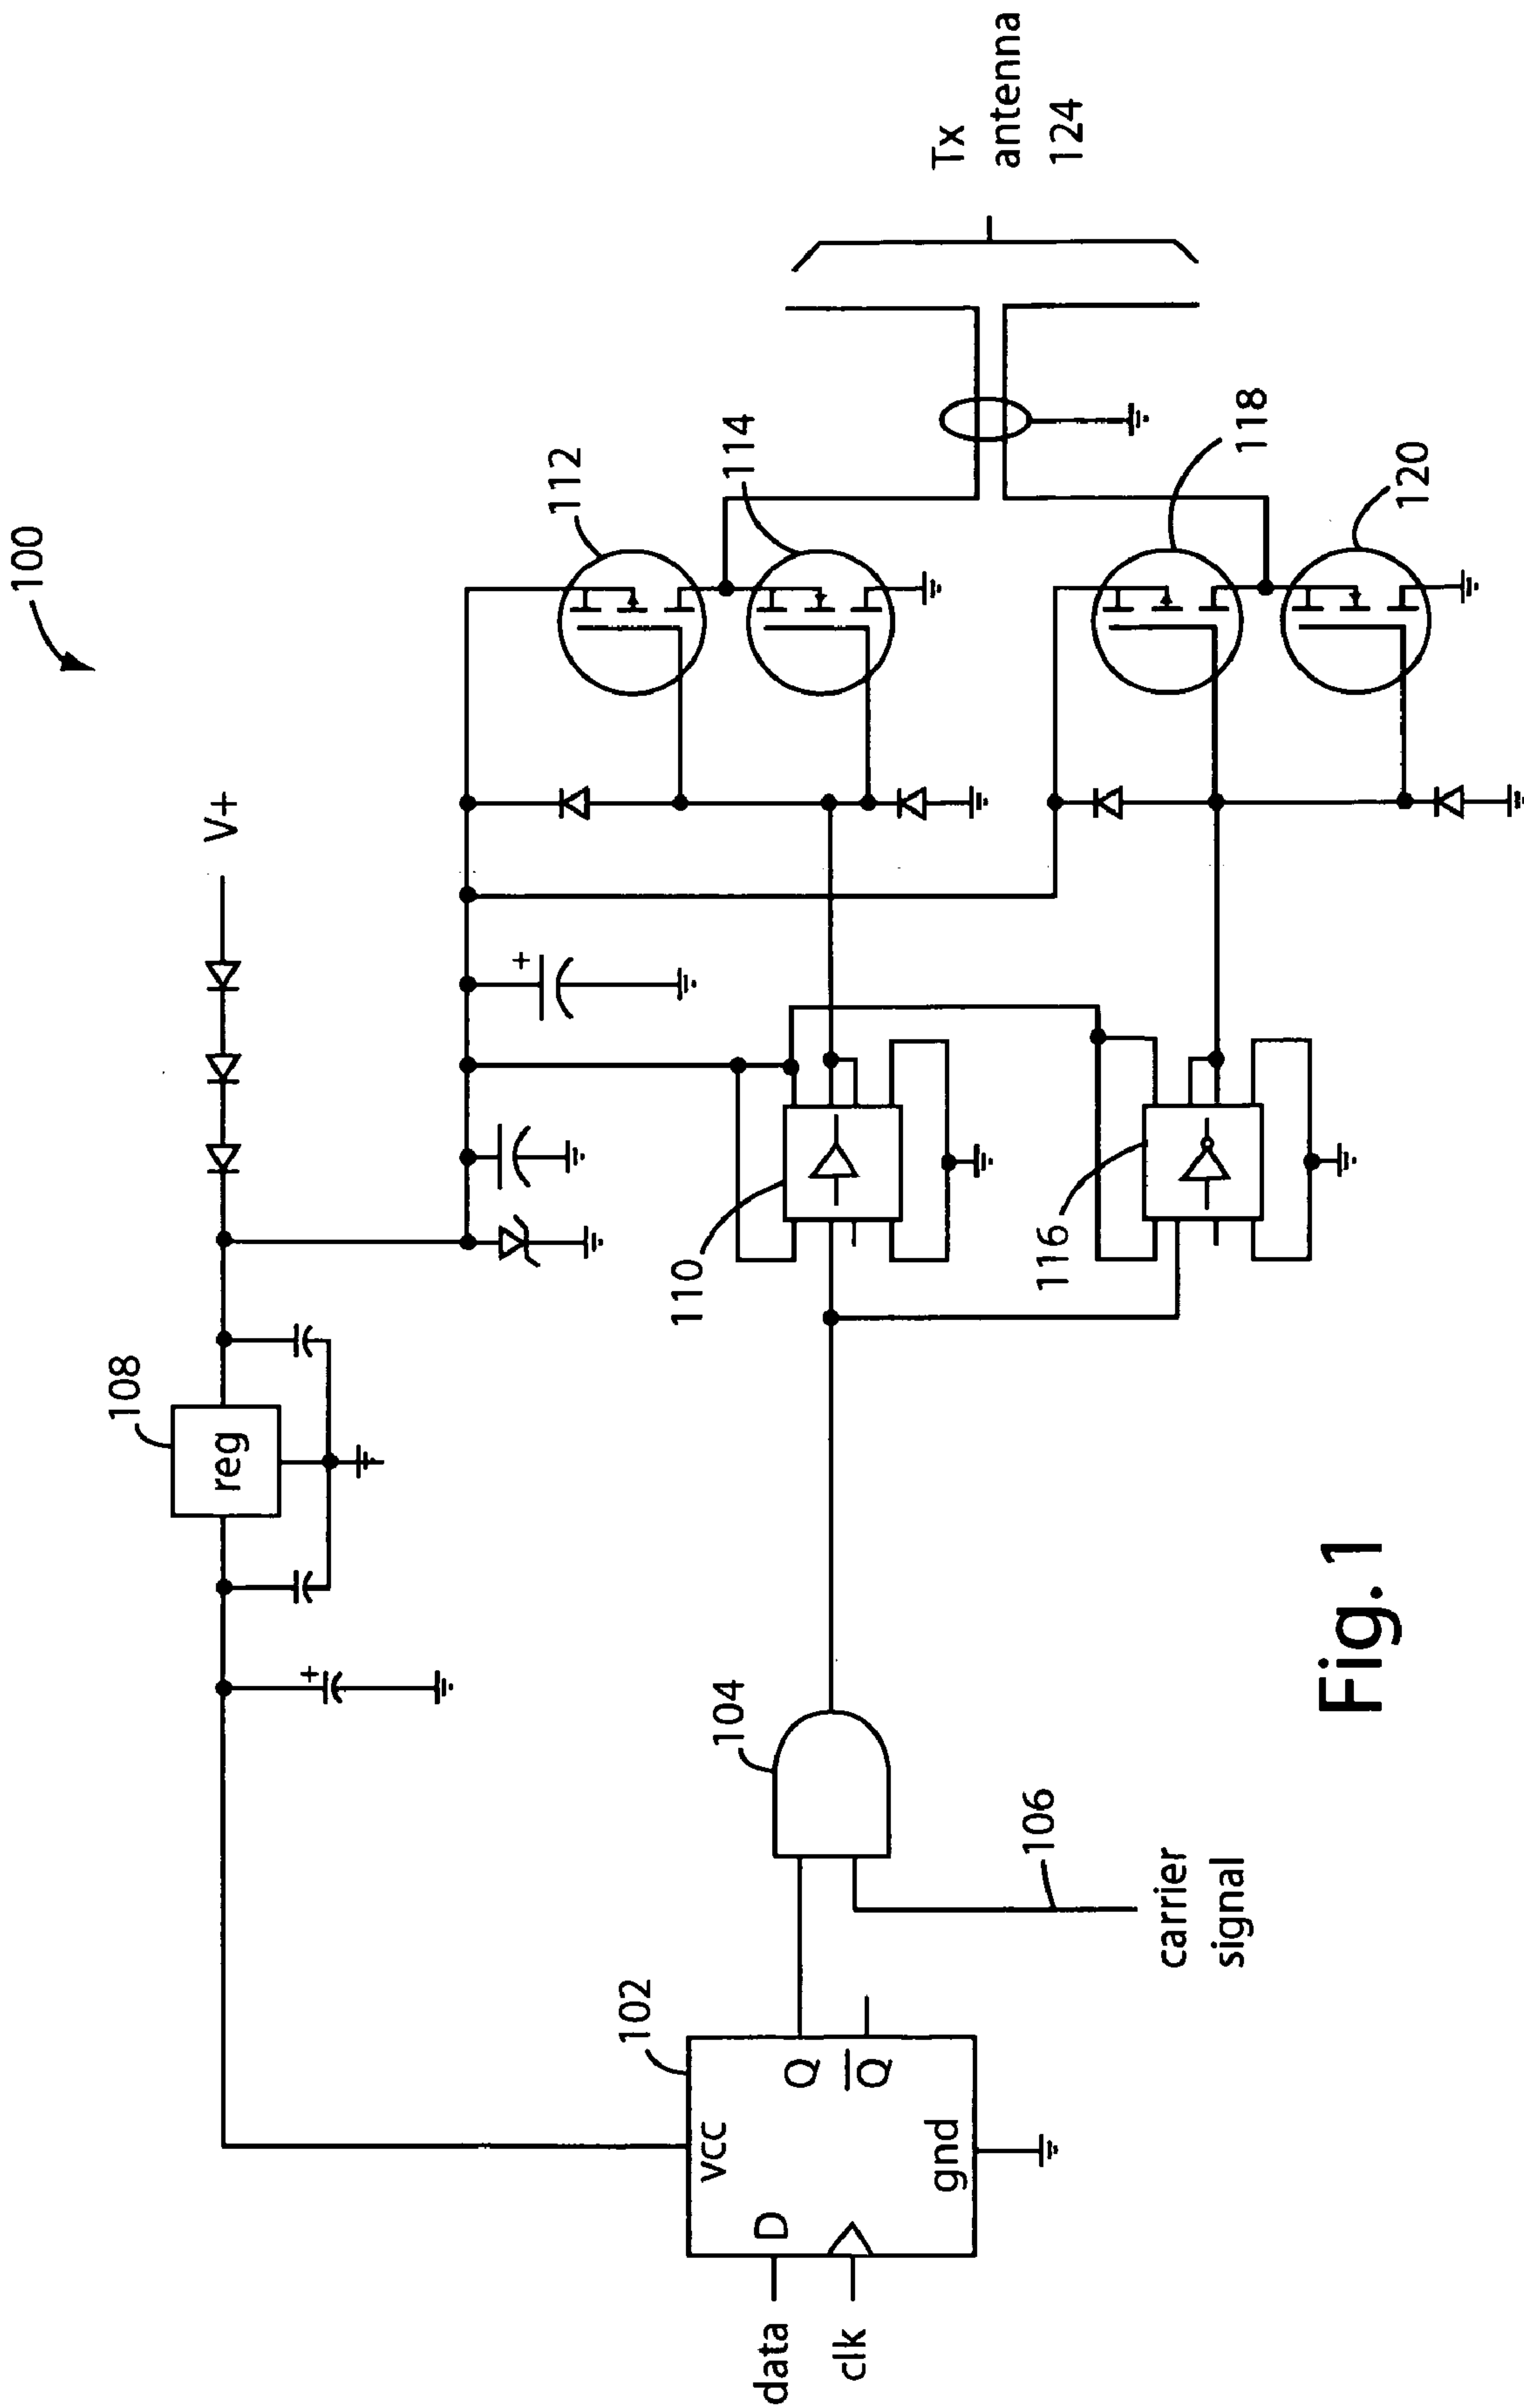 100
V+
108
reg
+
+
112
114
118
120
Tx
antenna
124
110
116
104
106
carrier
signal
102
vcc
D
Q
Q
gnd
data
clk
Fig. 1